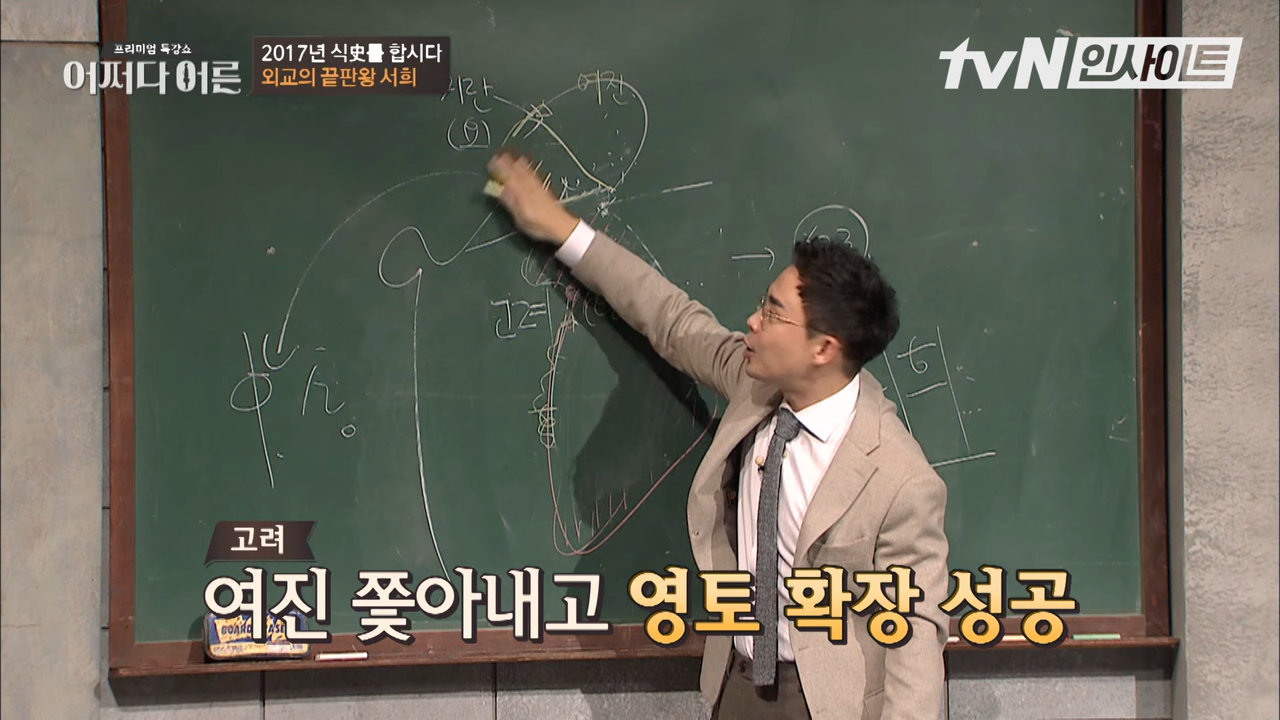 프리미엄 특강쇼
어쩌다 어른
2017년 식史를 합시다
외교의 끝판왕 서희
tvN 인사이트
여진
고려
고려
여진 쫓아내고 영토 확장 성공